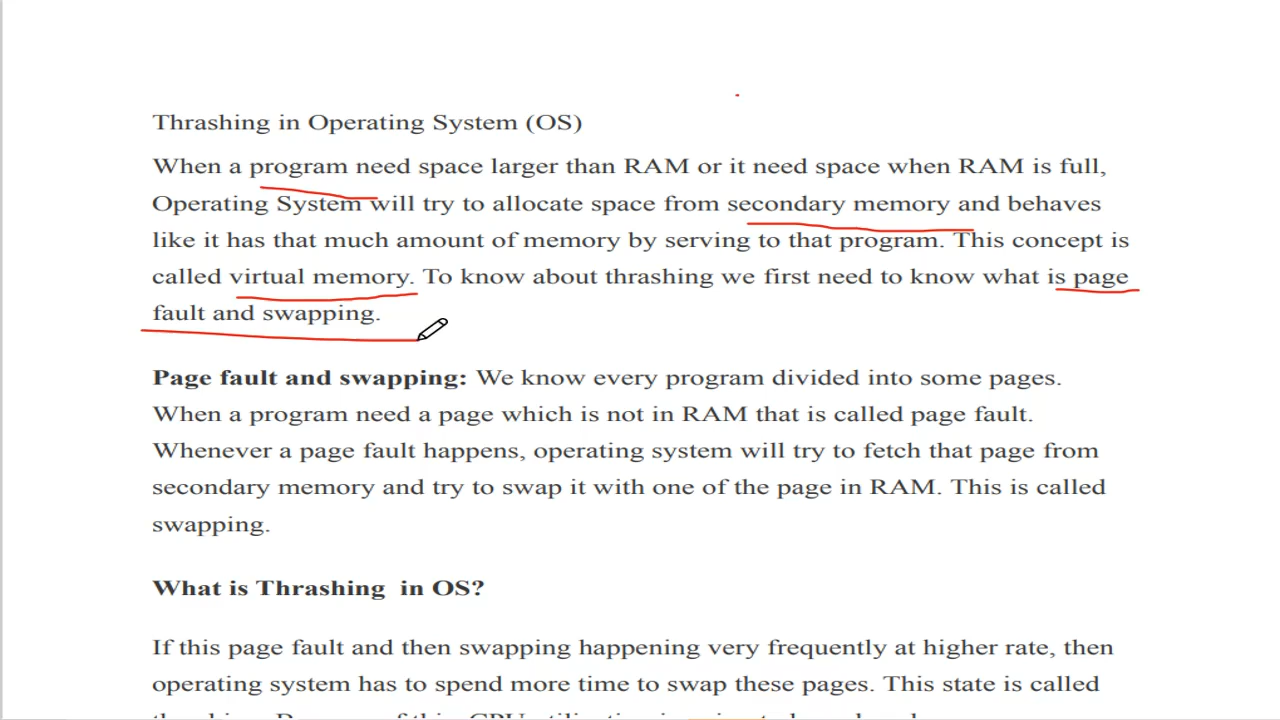 Thrashing in Operating System (OS)
When a program need space larger than RAM or it need space when RAM is full,
Operating System will try to allocate space from secondary memory and behaves
like it has that much amount of memory by serving to that program. This concept is
called virtual memory. To know about thrashing we first need to know what is page
fault and swapping.
Page fault and swapping: We know every program divided into some pages.
When a program need a page which is not in RAM that is called page fault.
Whenever a page fault happens, operating system will try to fetch that page from
secondary memory and try to swap it with one of the page in RAM. This is called
swapping.
What is Thrashing in OS?
If this page fault and then swapping happening very frequently at higher rate, then
operating system has to spend more time to swap these pages. This state is called